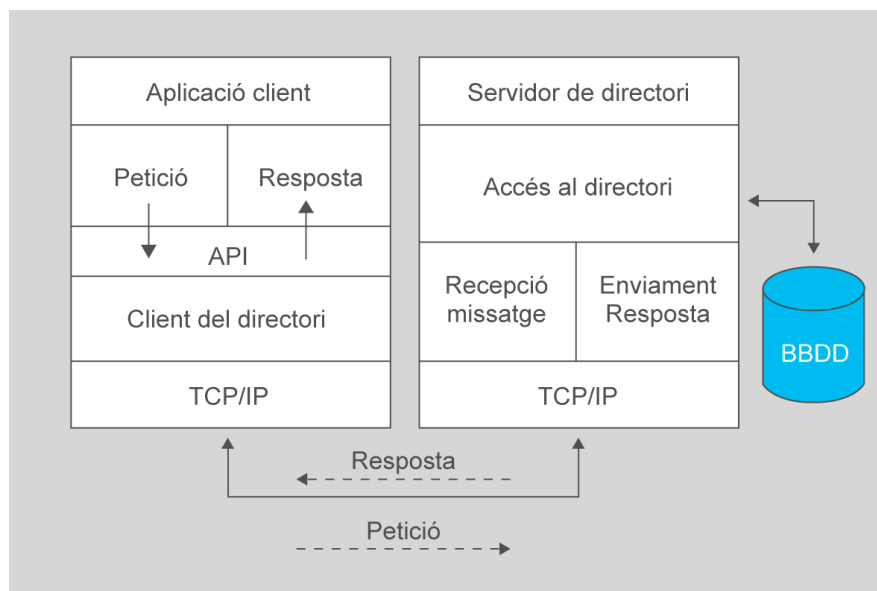 Aplicació client
Petició
Resposta
API
Client del directori
TCP/IP
Servidor de directori
Accés al directori
Recepció
missatge
Enviament
Resposta
TCP/IP
BBDD
Resposta
Petició